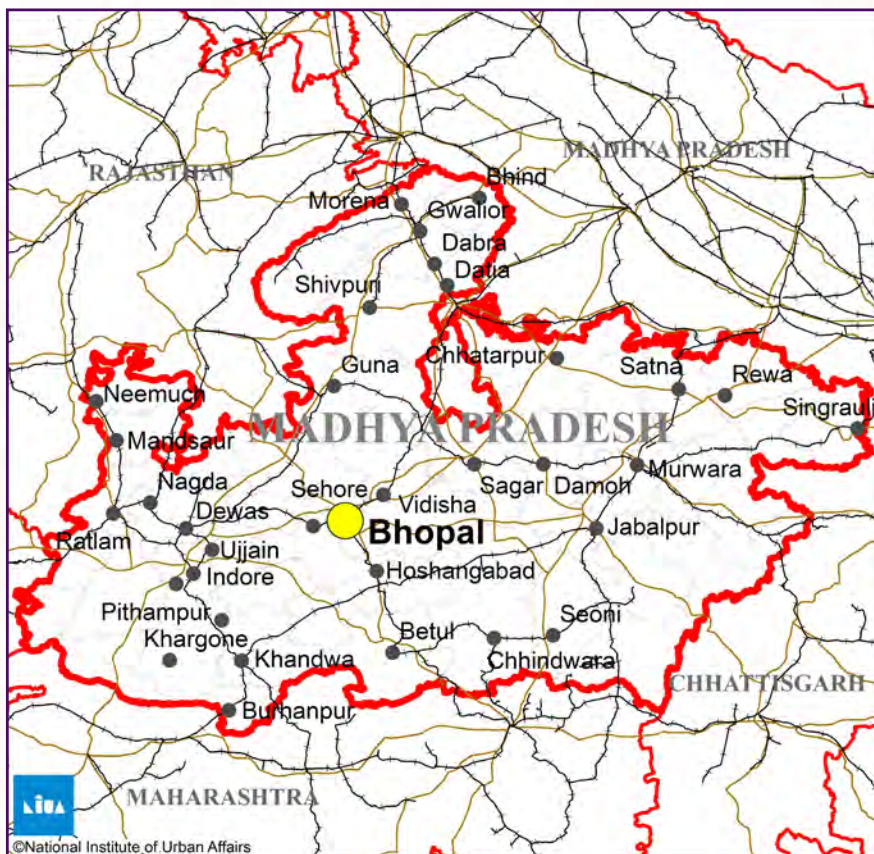 MADHYA PRADESH
RAJASTHAN
Bhind
Morena
Gwalior
Dabra
Datia
Shivpuri
Chhatarpur
Satna
Guna
Rewa
Neemuch
Singrauli
MADHYA PRADESH
Mandsaur
Murwara
Sagar
Damoh
Nagda
Sehore
Vidisha
Dewas
Bhopal
Ratlam
Jabalpur
Ujjain
Hoshangabad
Indore
Pithampur
Seoni
Khargone
Betul
Chhindwara
Khandwa
CHHATTISGARH
Burhanpur
MAHARASHTRA
NIUA
©National Institute of Urban Affairs